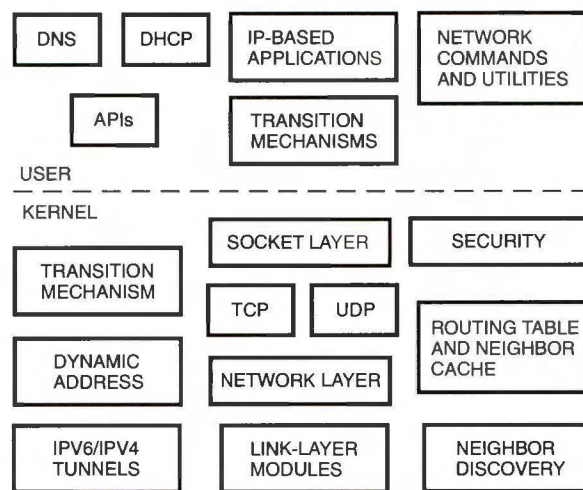 DNS
DHCP
IP-BASED
APPLICATIONS
NETWORK
COMMANDS
AND UTILITIES
APIs
TRANSITION
MECHANISMS
USER
KERNEL
SOCKET LAYER
SECURITY
TRANSITION
MECHANISM
TCP
UDP
ROUTING TABLE
AND NEIGHBOR
CACHE
DYNAMIC
ADDRESS
NETWORK LAYER
IPV6/IPV4
TUNNELS
LINK-LAYER
MODULES
NEIGHBOR
DISCOVERY